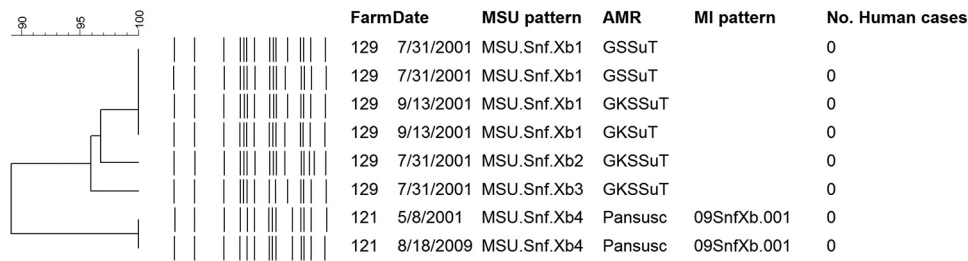 90 95 100
Farm Date MSU pattern AMR MI pattern No. Human cases
129 7/31/2001 MSU.Snf.Xb1 GSSuT 0
129 7/31/2001 MSU.Snf.Xb1 GSSuT 0
129 9/13/2001 MSU.Snf.Xb1 GKSSuT 0
129 9/13/2001 MSU.Snf.Xb1 GKSuT 0
129 7/31/2001 MSU.Snf.Xb2 GKSSuT 0
129 7/31/2001 MSU.Snf.Xb3 GKSSuT 0
121 5/8/2001 MSU.Snf.Xb4 Pansusc 09SnfXb.001 0
121 8/18/2009 MSU.Snf.Xb4 Pansusc 09SnfXb.001 0